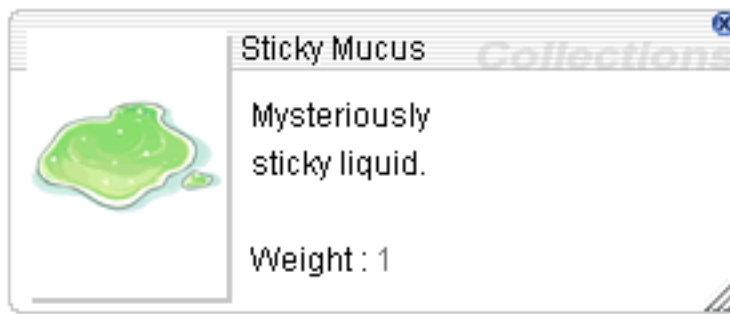 Sticky Mucus
Collections
Mysteriously
sticky liquid.
Weight : 1